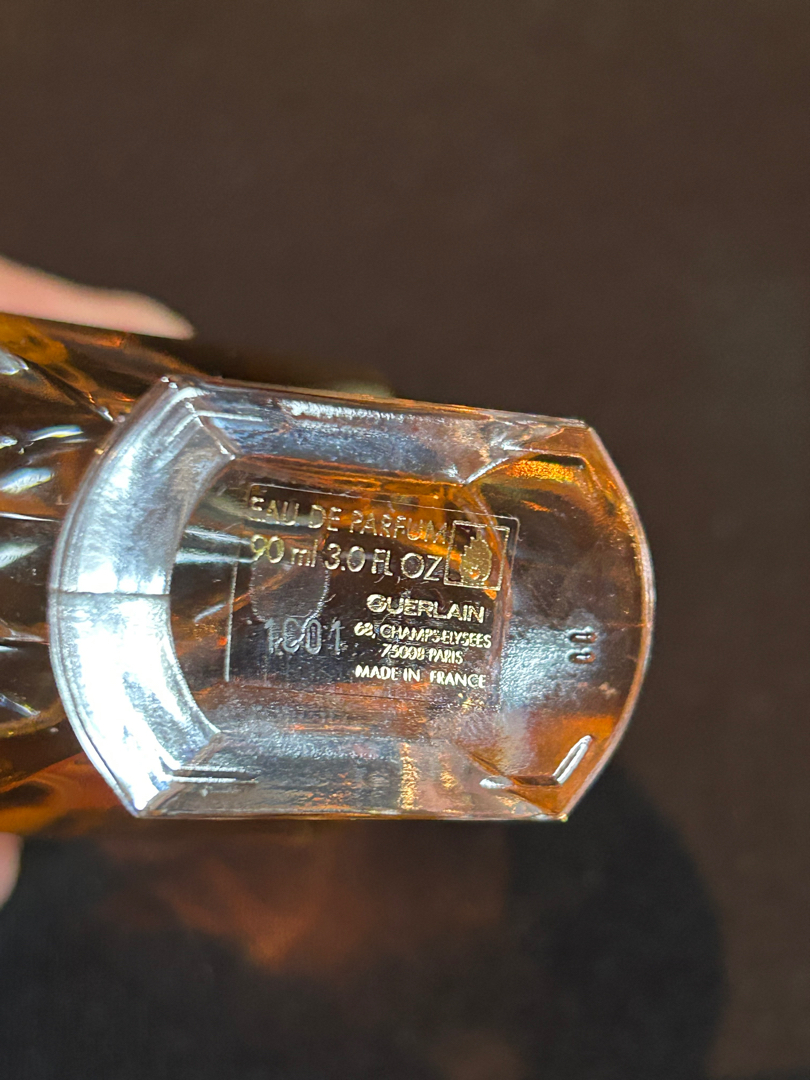 EAU DE PARFUM
90 ml 3.0 FL OZ
GUERLAIN
68, CHAMPS-ELYSEES
75008 PARIS
MADE IN FRANCE